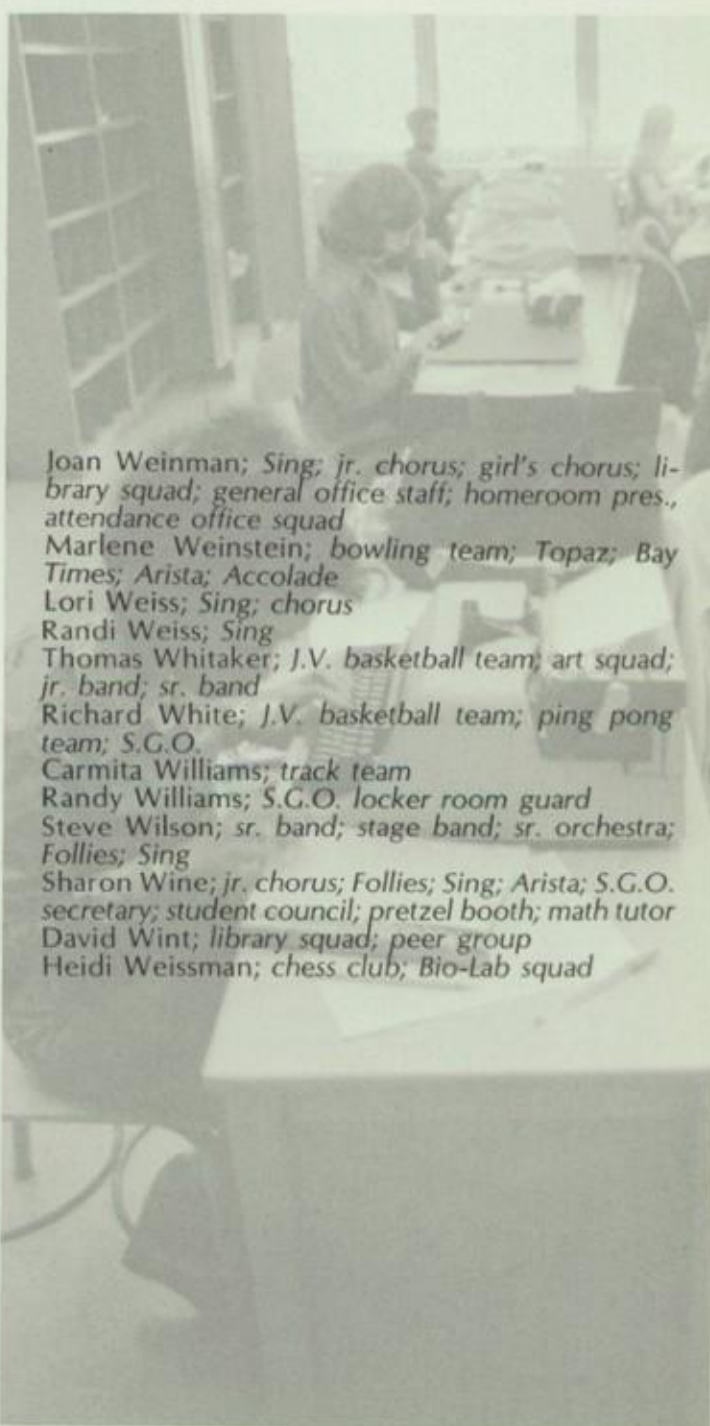 Joan Weinman; Sing; jr. chorus; girl's chorus; li-
brary squad; general office staff; homeroom pres.,
attendance office squad
Marlene Weinstein; bowling team; Topaz; Bay
Times; Arista; Accolade
Lori Weiss; Sing; chorus
Randi Weiss; Sing
Thomas Whitaker; J.V. basketball team; art squad;
jr. band; sr. band
Richard White; J.V. basketball team; ping pong
team; S.G.O.
Carmita Williams; track team
Randy Williams; S.G.O. locker room guard
Steve Wilson; sr. band; stage band; sr. orchestra;
Follies; Sing
Sharon Wine; jr. chorus; Follies; Sing; Arista; S.G.O.
secretary; student council; pretzel booth; math tutor
David Wint; library squad; peer group
Heidi Weissman; chess club; Bio-Lab squad